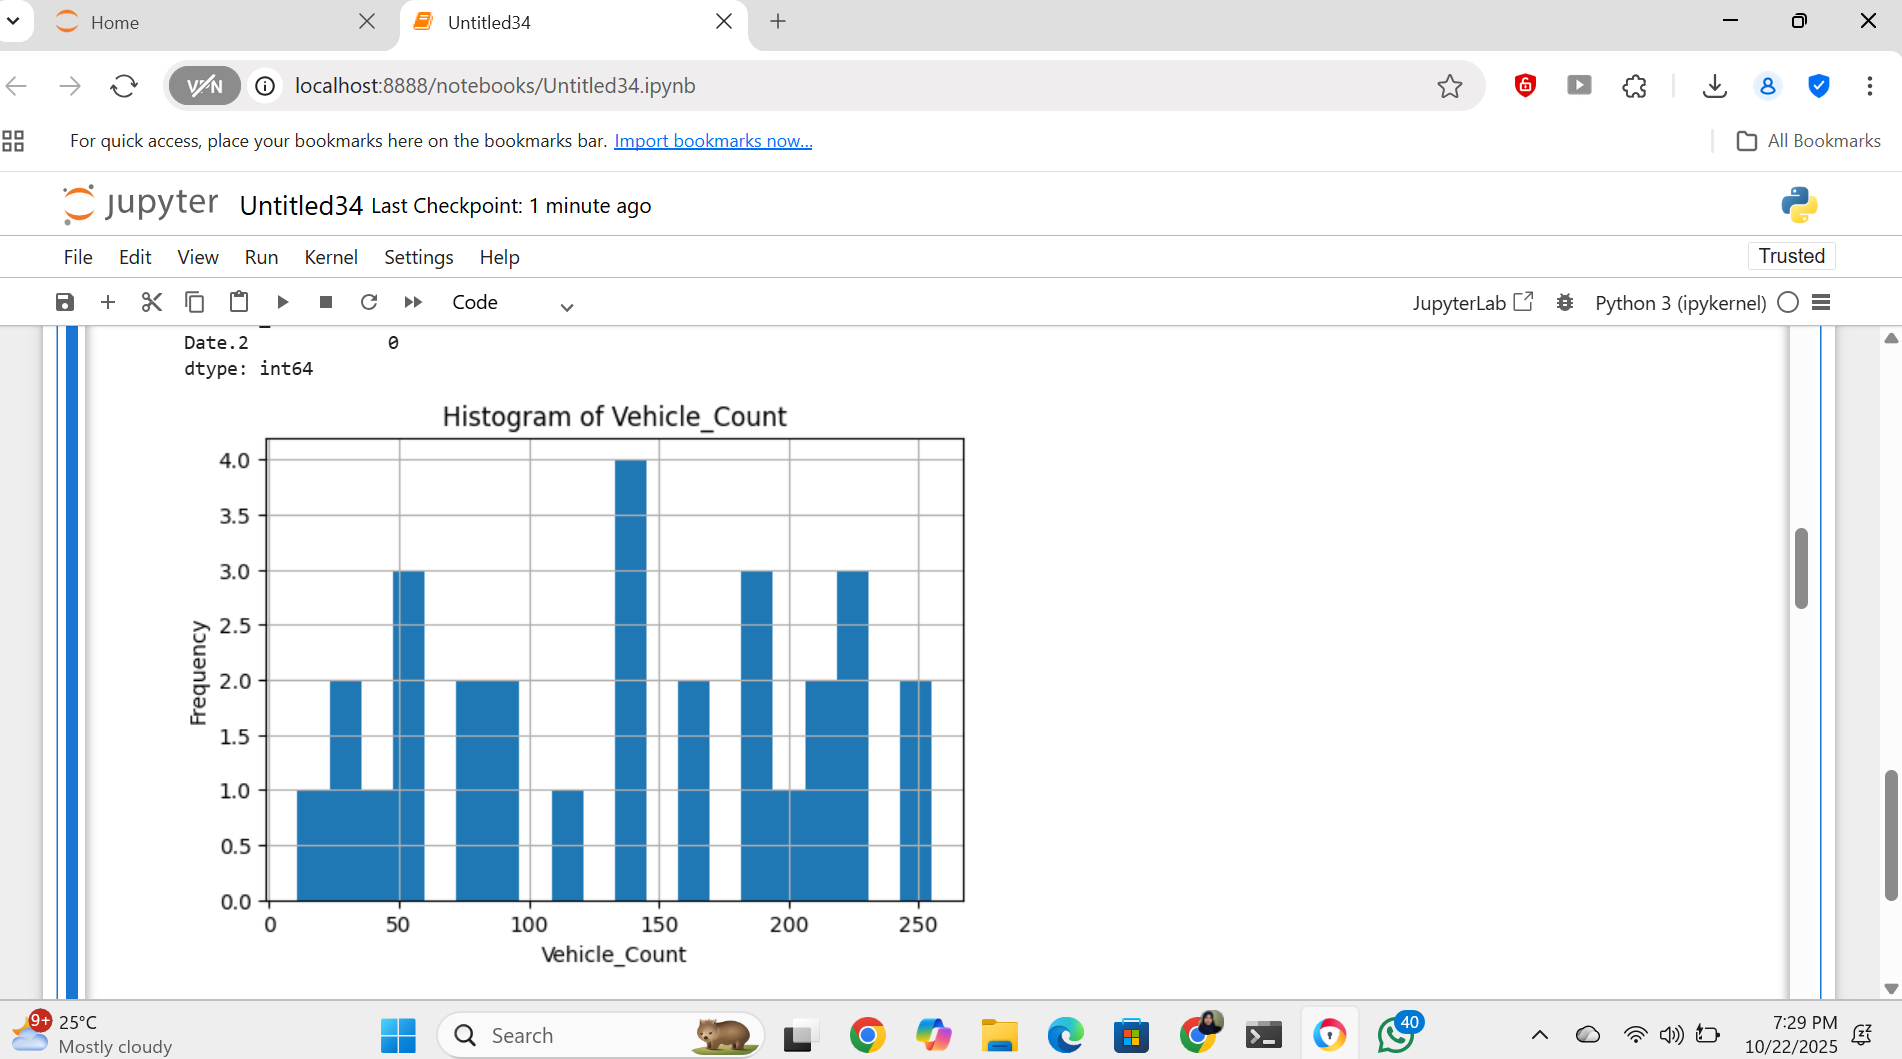 Home
Untitled34
VPN
localhost:8888/notebooks/Untitled34.ipynb
For quick access, place your bookmarks here on the bookmarks bar. Import bookmarks now...
All Bookmarks
jupyter Untitled34 Last Checkpoint: 1 minute ago
File Edit View Run Kernel Settings Help
Trusted
Code
JupyterLab
Python 3 (ipykernel)
Date.2 0
dtype: int64
Histogram of Vehicle_Count
4.0
3.5
3.0
2.5
2.0
1.5
1.0
0.5
0.0
Frequency
0 50 100 150 200 250
Vehicle_Count
9+
25°C
Mostly cloudy
Search
40
7:29 PM
10/22/2025